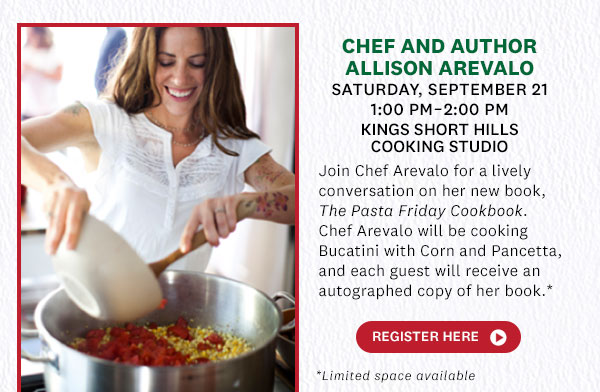 CHEF AND AUTHOR
ALLISON AREVALO
SATURDAY, SEPTEMBER 21
1:00 PM–2:00 PM
KINGS SHORT HILLS
COOKING STUDIO
Join Chef Arevalo for a lively
conversation on her new book,
The Pasta Friday Cookbook.
Chef Arevalo will be cooking
Bucatini with Corn and Pancetta,
and each guest will receive an
autographed copy of her book.*
REGISTER HERE
*Limited space available